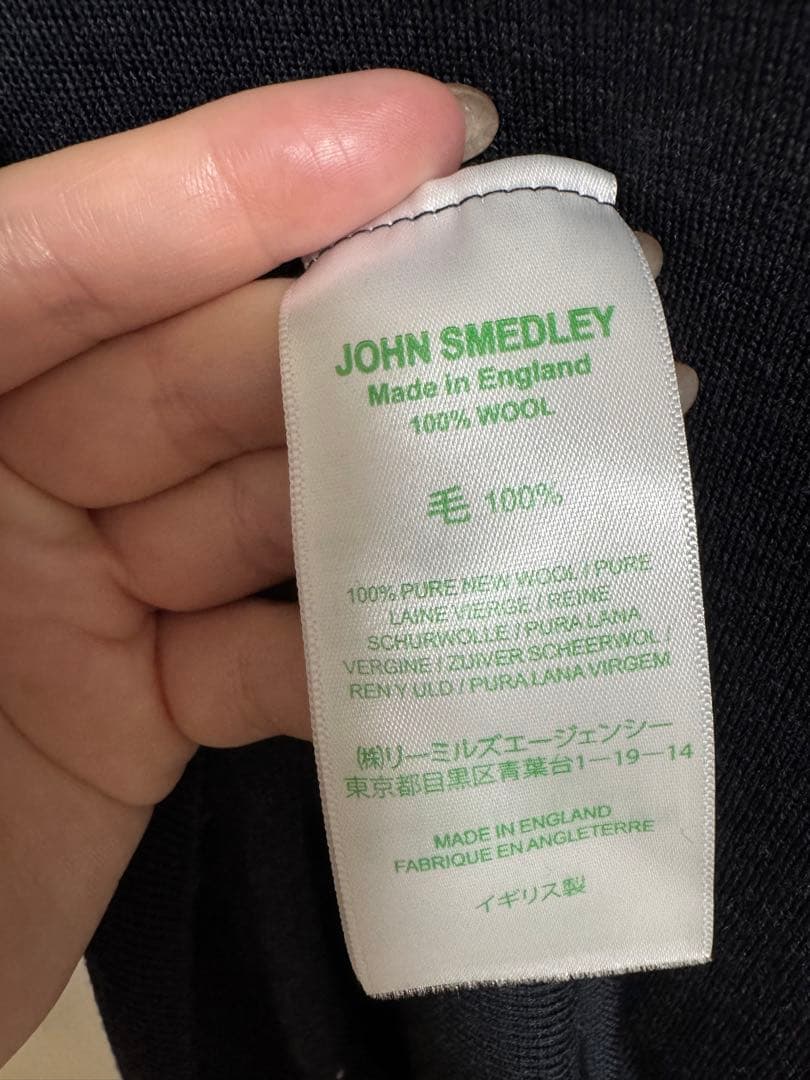 JOHN SMEDLEY
Made in England
100% WOOL
毛 100%
100% PURE NEW WOOL / PURE
LAINE VIERGE / REINE
SCHURWOLLE / PURA LANA
VERGINE / ZUIVER SCHEERWOL /
REN Y ULD / PURA LANA VIRGEM
㈱リーミルズエージェンシー
東京都目黒区青葉台1−19−14
MADE IN ENGLAND
FABRIQUE EN ANGLETERRE
イギリス製